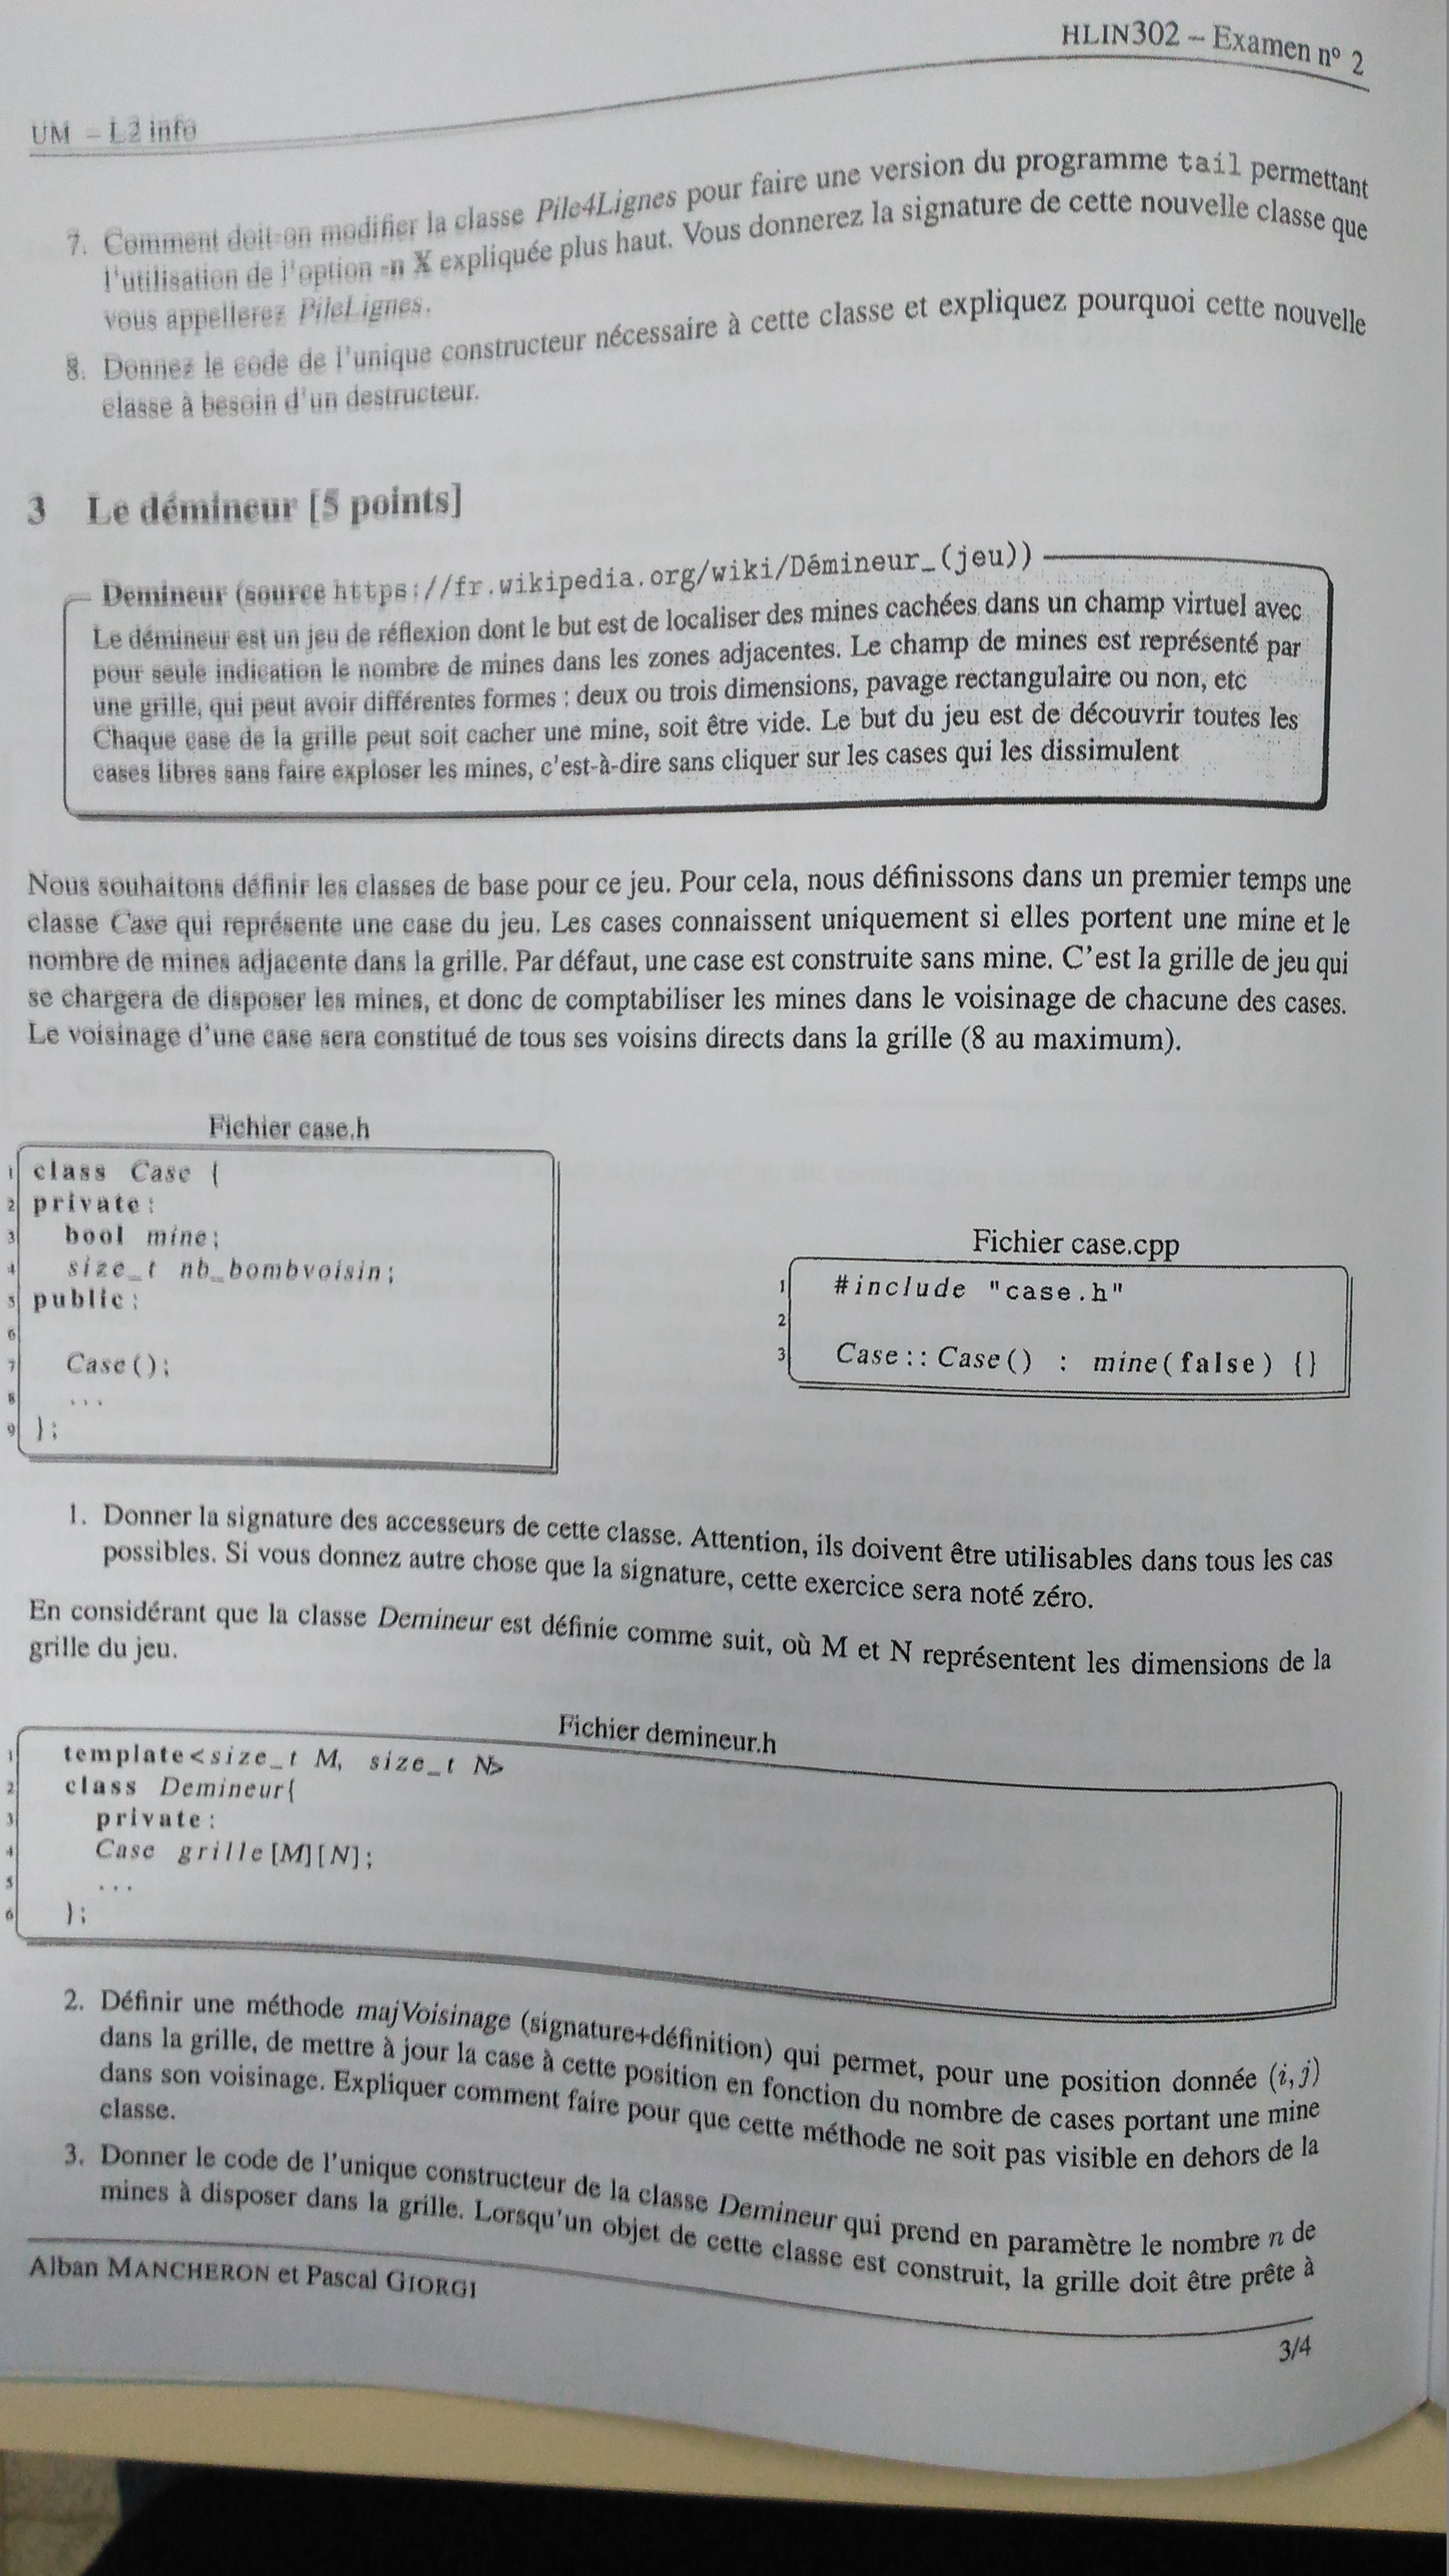 HLIN302 – Examen nº 2
UM – L2 info
7. Comment doit-on modifier la classe Pile4Lignes pour faire une version du programme tail permettant
l'utilisation de l'option -n X expliquée plus haut. Vous donnerez la signature de cette nouvelle classe que
vous appellerez PileLignes.
8. Donnez le code de l'unique constructeur nécessaire à cette classe et expliquez pourquoi cette nouvelle
classe à besoin d'un destructeur.
3 Le démineur [5 points]
Demineur (source https://fr.wikipedia.org/wiki/Démineur_(jeu))
Le démineur est un jeu de réflexion dont le but est de localiser des mines cachées dans un champ virtuel avec
pour seule indication le nombre de mines dans les zones adjacentes. Le champ de mines est représenté par
une grille, qui peut avoir différentes formes : deux ou trois dimensions, pavage rectangulaire ou non, etc
Chaque case de la grille peut soit cacher une mine, soit être vide. Le but du jeu est de découvrir toutes les
cases libres sans faire exploser les mines, c'est-à-dire sans cliquer sur les cases qui les dissimulent
Nous souhaitons définir les classes de base pour ce jeu. Pour cela, nous définissons dans un premier temps une
classe Case qui représente une case du jeu. Les cases connaissent uniquement si elles portent une mine et le
nombre de mines adjacente dans la grille. Par défaut, une case est construite sans mine. C'est la grille de jeu qui
se chargera de disposer les mines, et donc de comptabiliser les mines dans le voisinage de chacune des cases.
Le voisinage d'une case sera constitué de tous ses voisins directs dans la grille (8 au maximum).
Fichier case.h
1 class Case {
2 private:
3 bool mine;
4 size_t nb_bombvoisin;
5 public:
6
7 Case();
8 ...
9 };
Fichier case.cpp
1 #include "case.h"
2
3 Case::Case() : mine(false) {}
1. Donner la signature des accesseurs de cette classe. Attention, ils doivent être utilisables dans tous les cas
possibles. Si vous donnez autre chose que la signature, cette exercice sera noté zéro.
En considérant que la classe Demineur est définie comme suit, où M et N représentent les dimensions de la
grille du jeu.
Fichier demineur.h
1 template<size_t M, size_t N>
2 class Demineur{
3 private:
4 Case grille[M][N];
5 ...
6 };
2. Définir une méthode majVoisinage (signature+définition) qui permet, pour une position donnée (i,j)
dans la grille, de mettre à jour la case à cette position en fonction du nombre de cases portant une mine
dans son voisinage. Expliquer comment faire pour que cette méthode ne soit pas visible en dehors de la
classe.
3. Donner le code de l'unique constructeur de la classe Demineur qui prend en paramètre le nombre n de
mines à disposer dans la grille. Lorsqu'un objet de cette classe est construit, la grille doit être prête à
Alban MANCHERON et Pascal GIORGI
3/4